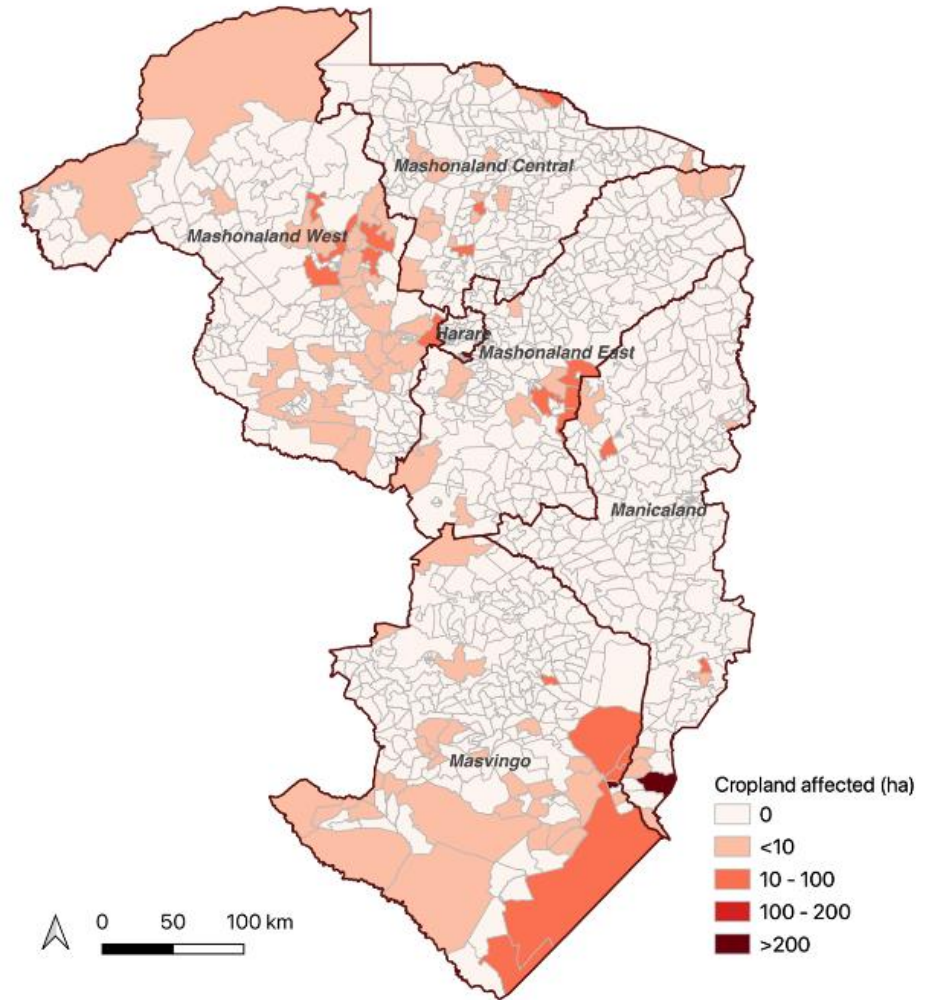 Mashonaland Central
Mashonaland West
Harare
Mashonaland East
Manicaland
Masvingo
Cropland affected (ha)
0
<10
10 - 100
100 - 200
>200
0 50 100 km